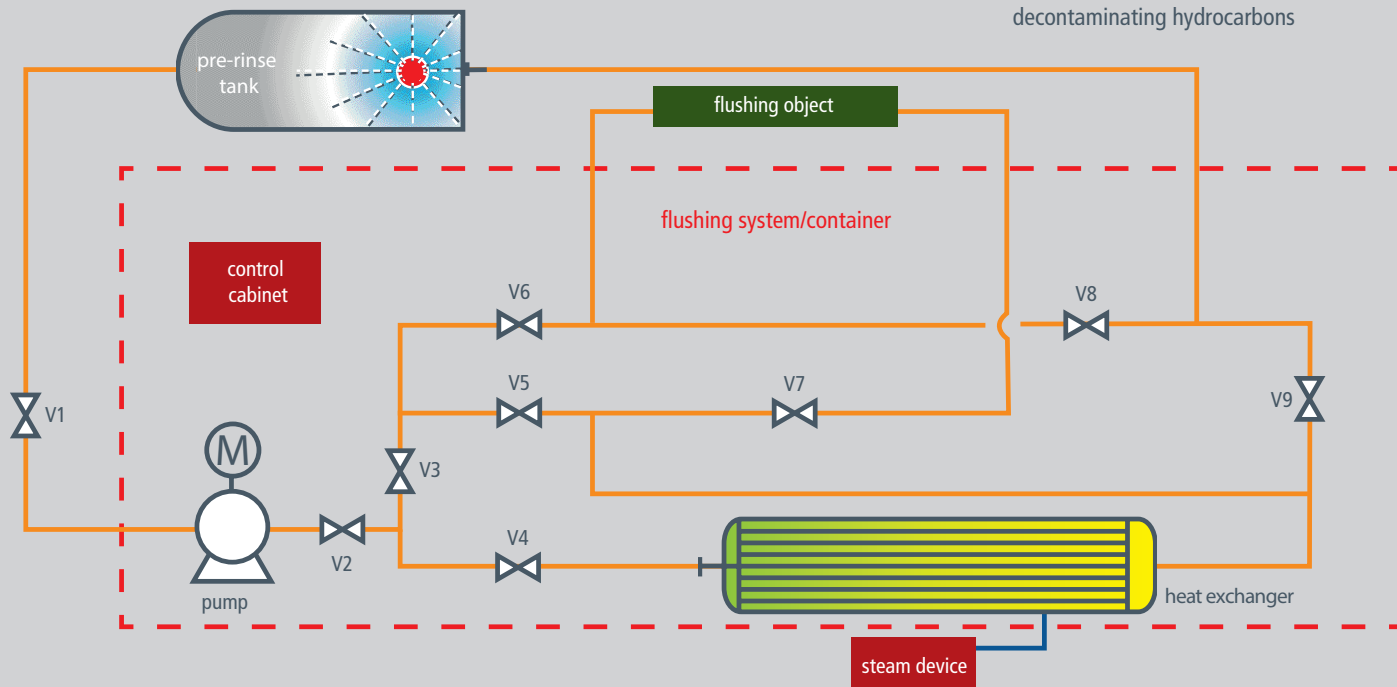 decontaminating hydrocarbons
pre-rinse
tank
flushing object
flushing system/container
control
cabinet
V6
V8
V5
V7
V9
V1
M
V3
V4
V2
pump
heat exchanger
steam device